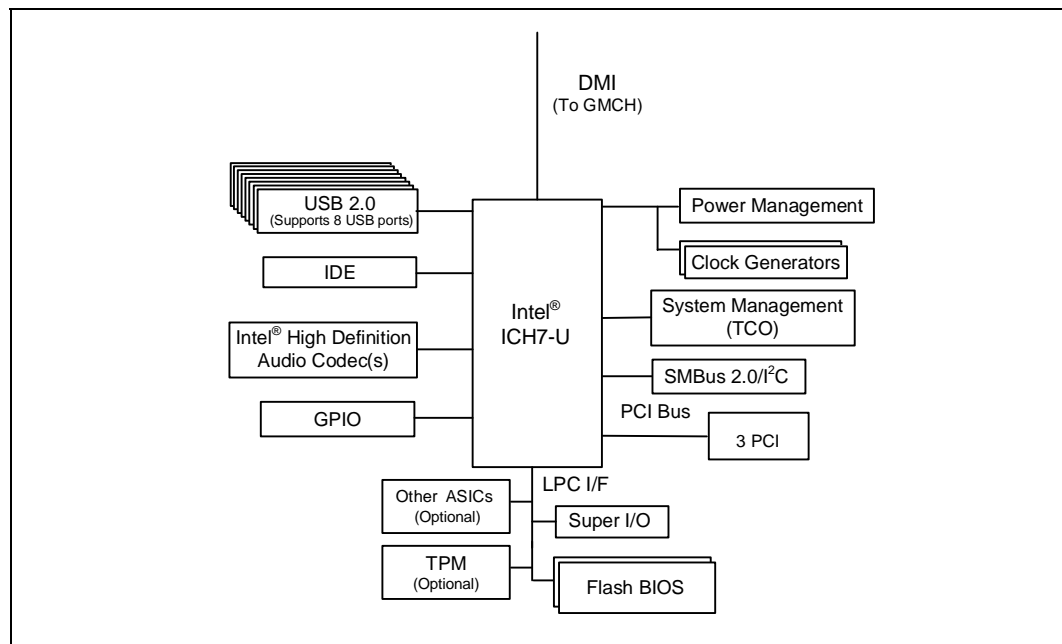 DMI
(To GMCH)
USB 2.0
(Supports 8 USB ports)
IDE
Intel® High Definition
Audio Codec(s)
GPIO
Intel®
ICH7-U
Power Management
Clock Generators
System Management
(TCO)
SMBus 2.0/I²C
PCI Bus
3 PCI
LPC I/F
Other ASICs
(Optional)
Super I/O
TPM
(Optional)
Flash BIOS